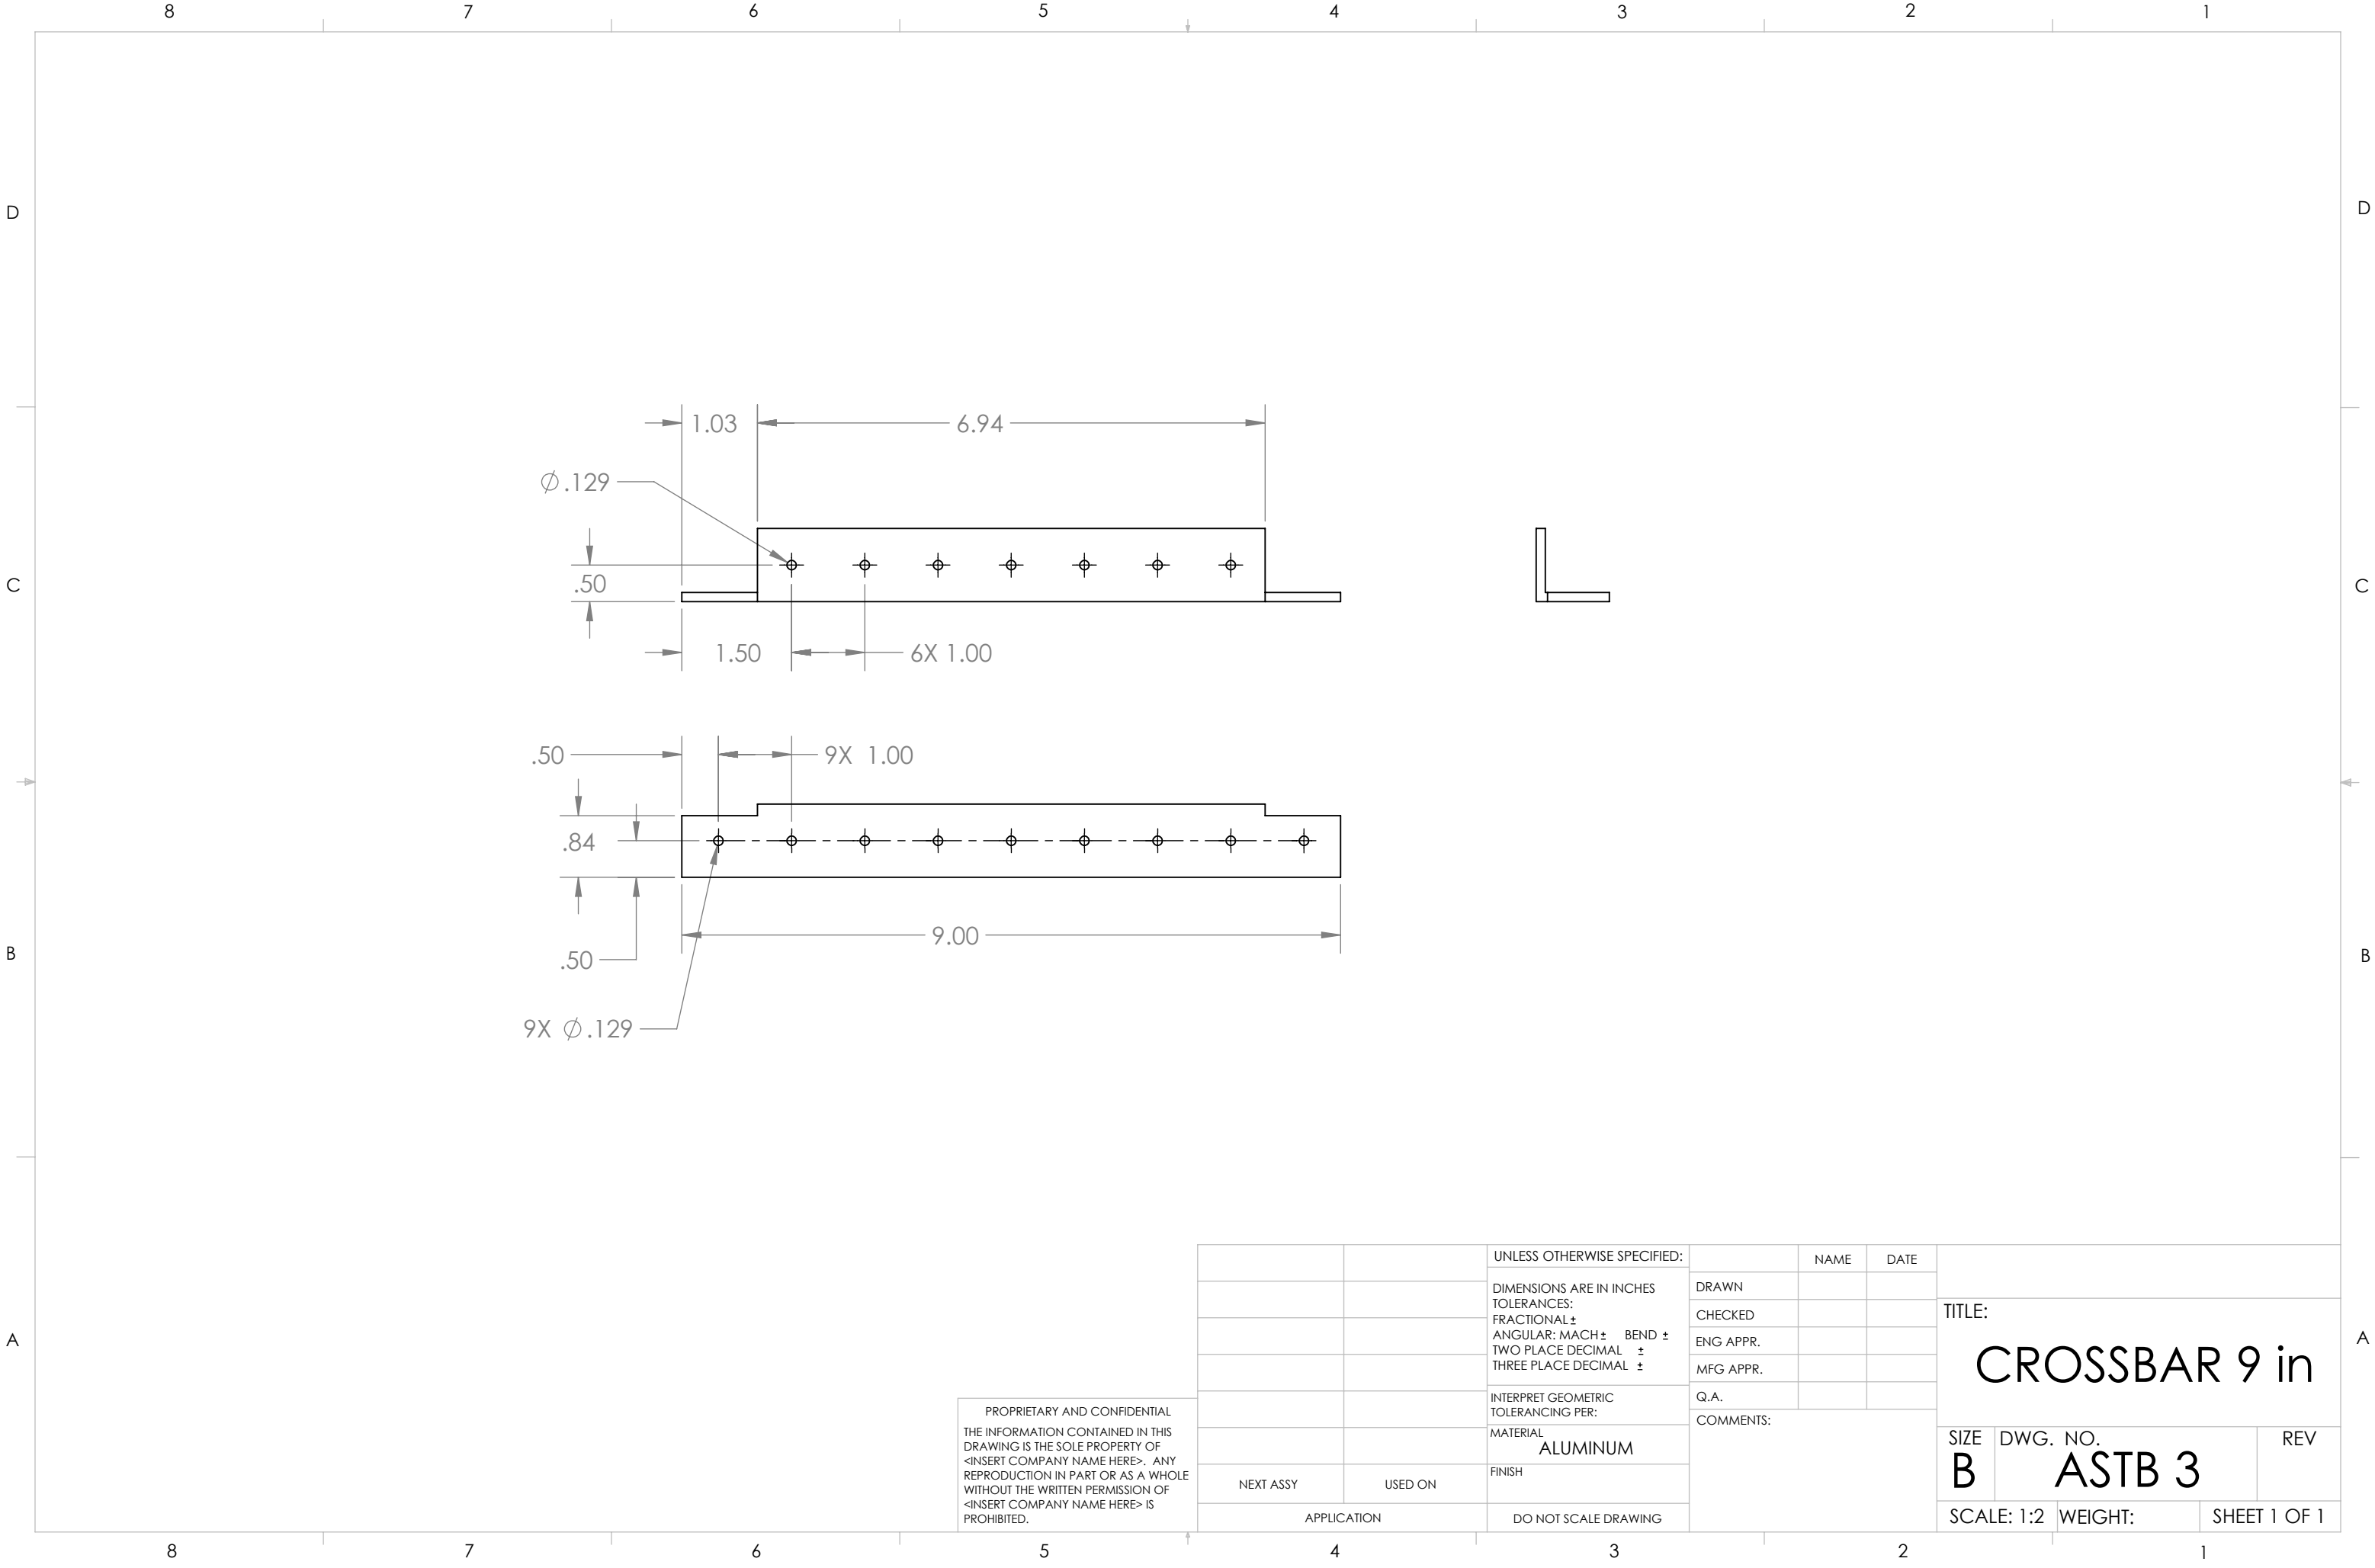 8 7 6 5 4 3 2 1
D D
1.03 6.94
Ø.129
C C
.50
1.50 6X 1.00
.50 9X 1.00
.84
9.00
B B
.50
9X Ø.129
UNLESS OTHERWISE SPECIFIED:
DIMENSIONS ARE IN INCHES
TOLERANCES:
FRACTIONAL±
ANGULAR: MACH± BEND ±
TWO PLACE DECIMAL ±
THREE PLACE DECIMAL ±
INTERPRET GEOMETRIC
TOLERANCING PER:
MATERIAL
ALUMINUM
FINISH
DO NOT SCALE DRAWING
NAME DATE
DRAWN
CHECKED
ENG APPR.
MFG APPR.
Q.A.
COMMENTS:
TITLE:
CROSSBAR 9 in
SIZE DWG. NO. REV
B ASTB 3
SCALE: 1:2 WEIGHT: SHEET 1 OF 1
A A
PROPRIETARY AND CONFIDENTIAL
THE INFORMATION CONTAINED IN THIS
DRAWING IS THE SOLE PROPERTY OF
<INSERT COMPANY NAME HERE>. ANY
REPRODUCTION IN PART OR AS A WHOLE
WITHOUT THE WRITTEN PERMISSION OF
<INSERT COMPANY NAME HERE> IS
PROHIBITED.
NEXT ASSY USED ON
APPLICATION
8 7 6 5 4 3 2 1